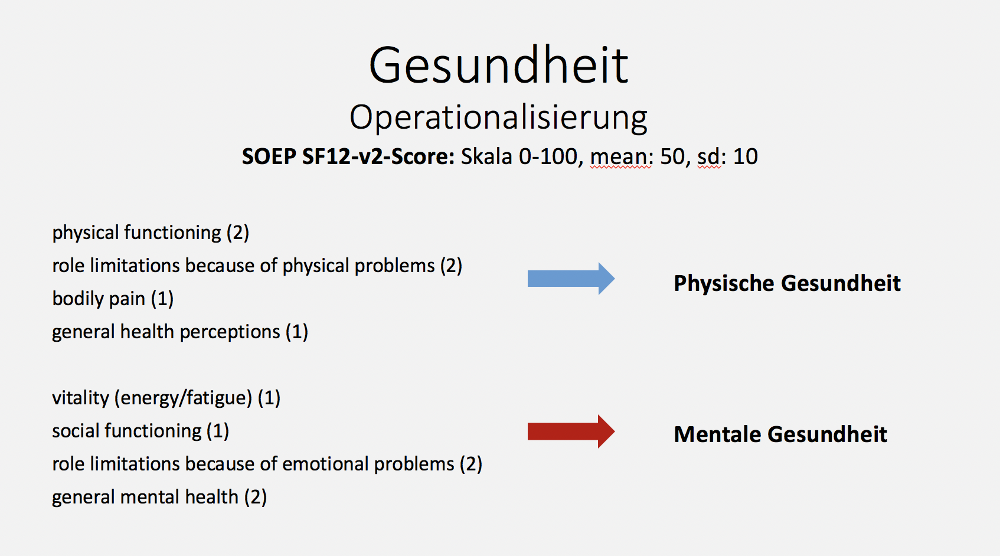 Gesundheit
Operationalisierung
SOEP SF12-v2-Score: Skala 0-100, mean: 50, sd: 10
physical functioning (2)
role limitations because of physical problems (2)
bodily pain (1)
general health perceptions (1)
Physische Gesundheit
vitality (energy/fatigue) (1)
social functioning (1)
role limitations because of emotional problems (2)
general mental health (2)
Mentale Gesundheit